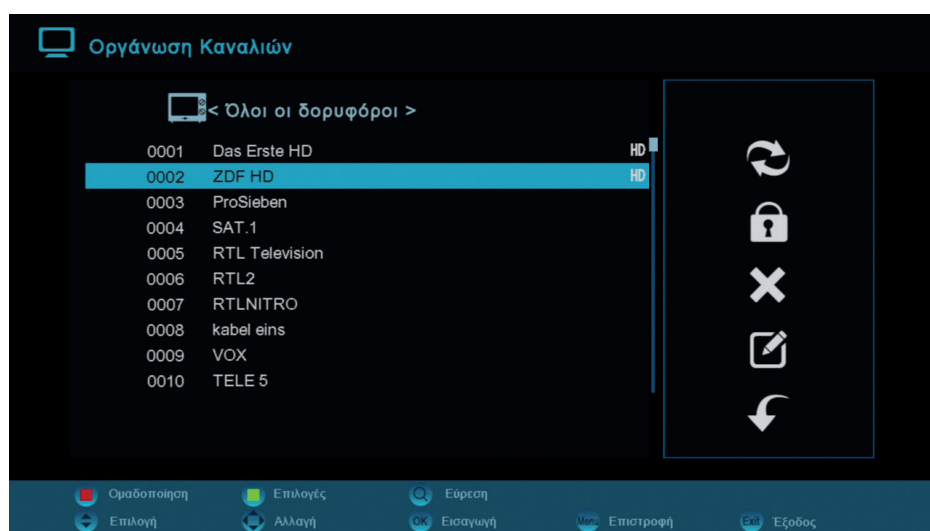 Οργάνωση Καναλιών
< Όλοι οι δορυφόροι >
0001 Das Erste HD HD
0002 ZDF HD HD
0003 ProSieben
0004 SAT.1
0005 RTL Television
0006 RTL2
0007 RTLNITRO
0008 kabel eins
0009 VOX
0010 TELE 5
Ομαδοποίηση Επιλογές Εύρεση
Επιλογή Αλλαγή OK Εισαγωγή Menu Επιστροφή Exit Έξοδος